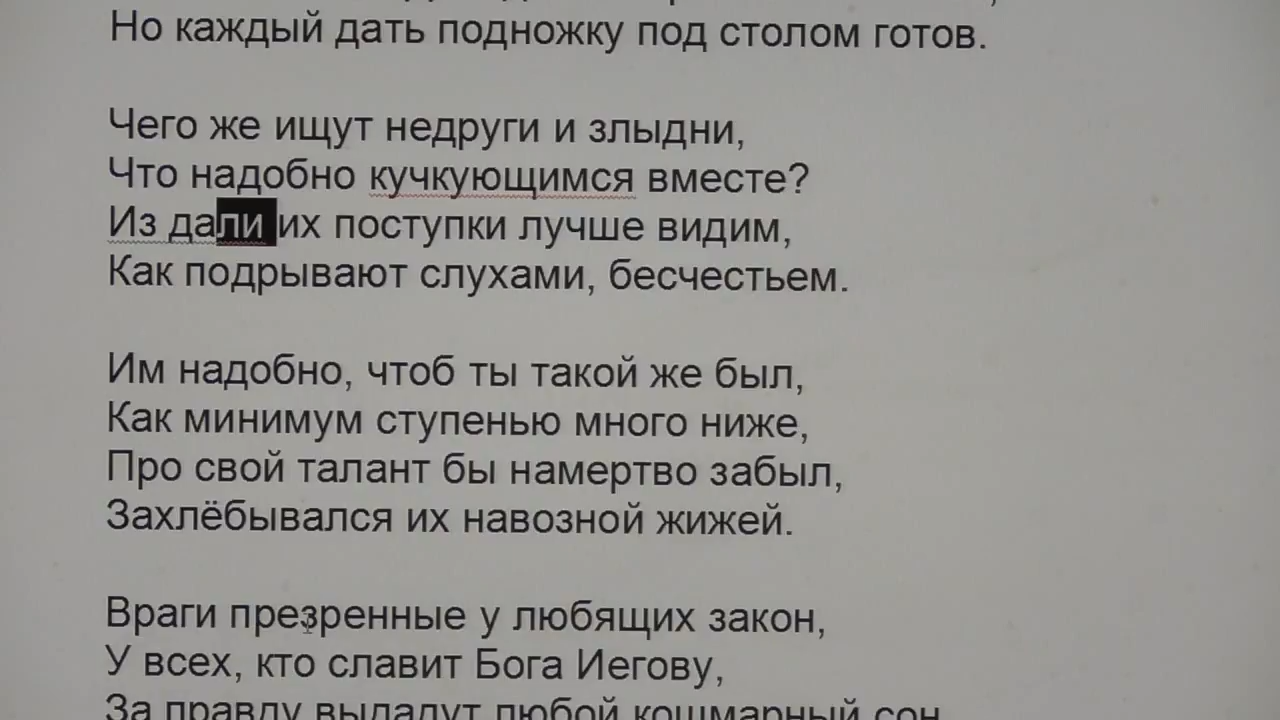 Но каждый дать подножку под столом готов.
Чего же ищут недруги и злыдни,
Что надобно кучкующимся вместе?
Из дали их поступки лучше видим,
Как подрывают слухами, бесчестьем.
Им надобно, чтоб ты такой же был,
Как минимум ступенью много ниже,
Про свой талант бы намертво забыл,
Захлёбывался их навозной жижей.
Враги презренные у любящих закон,
У всех, кто славит Бога Иегову,
За правду выдадут любой кошмарный сон